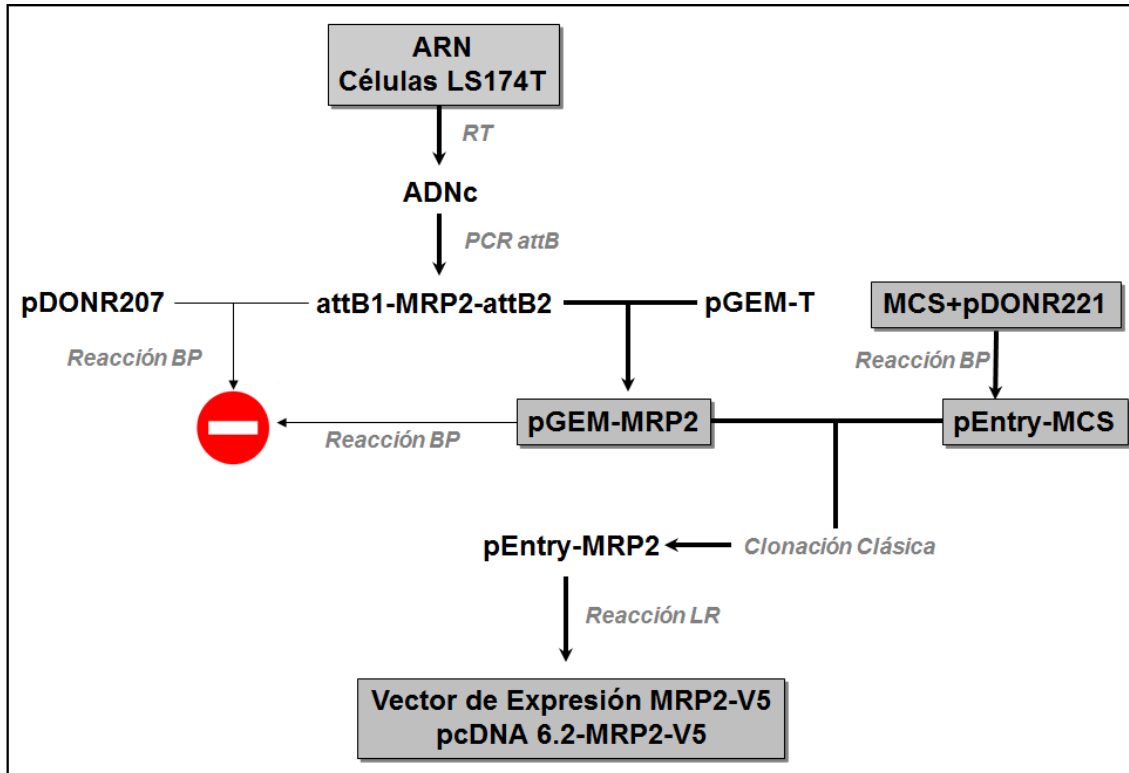 ARN
Células LS174T
RT
ADNc
PCR attB
pDONR207
attB1-MRP2-attB2
pGEM-T
MCS+pDONR221
Reacción BP
Reacción BP
pGEM-MRP2
pEntry-MCS
Reacción BP
pEntry-MRP2
Clonación Clásica
Reacción LR
Vector de Expresión MRP2-V5
pcDNA 6.2-MRP2-V5